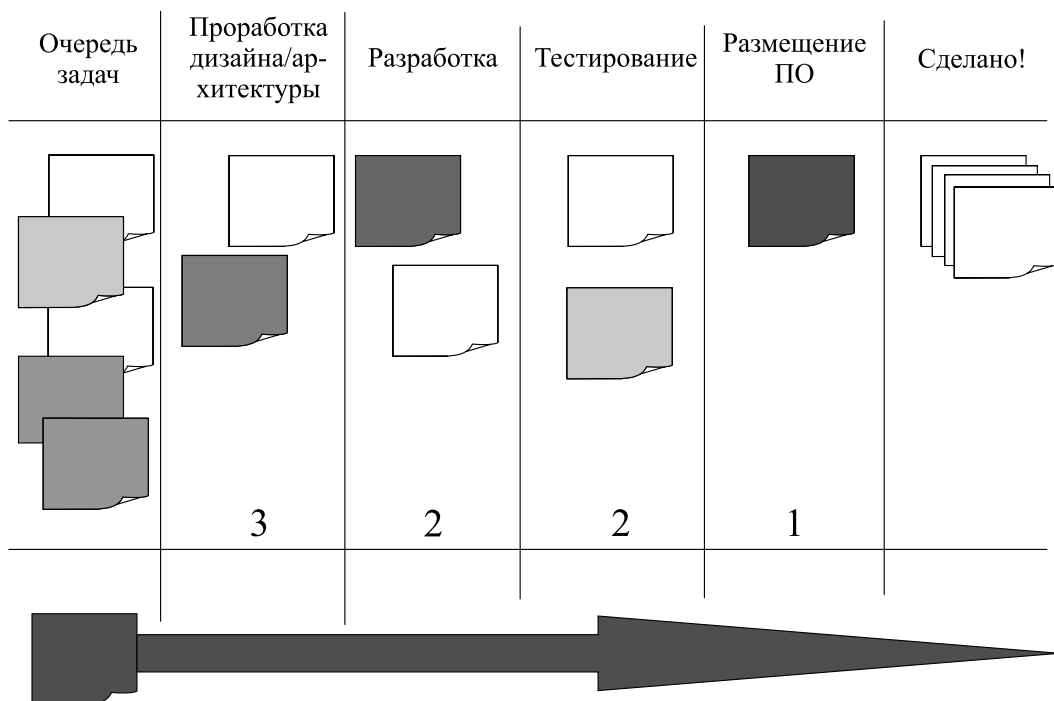 Очередь
задач
Проработка
дизайна/ар-
хитектуры
Разработка
Тестирование
Размещение
ПО
Сделано!
3
2
2
1